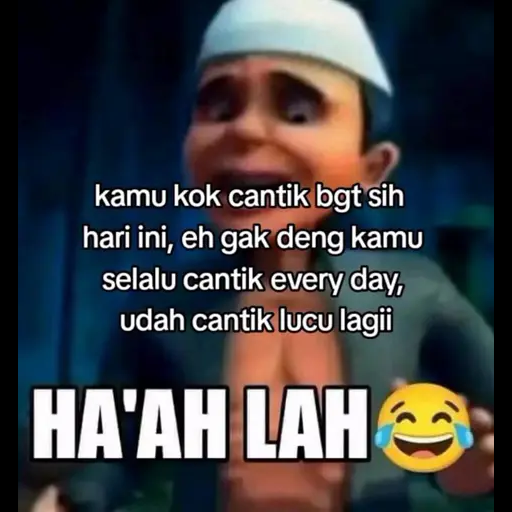 kamu kok cantik bgt sih
hari ini, eh gak deng kamu
selalu cantik every day,
udah cantik lucu lagii
HA'AH LAH😂